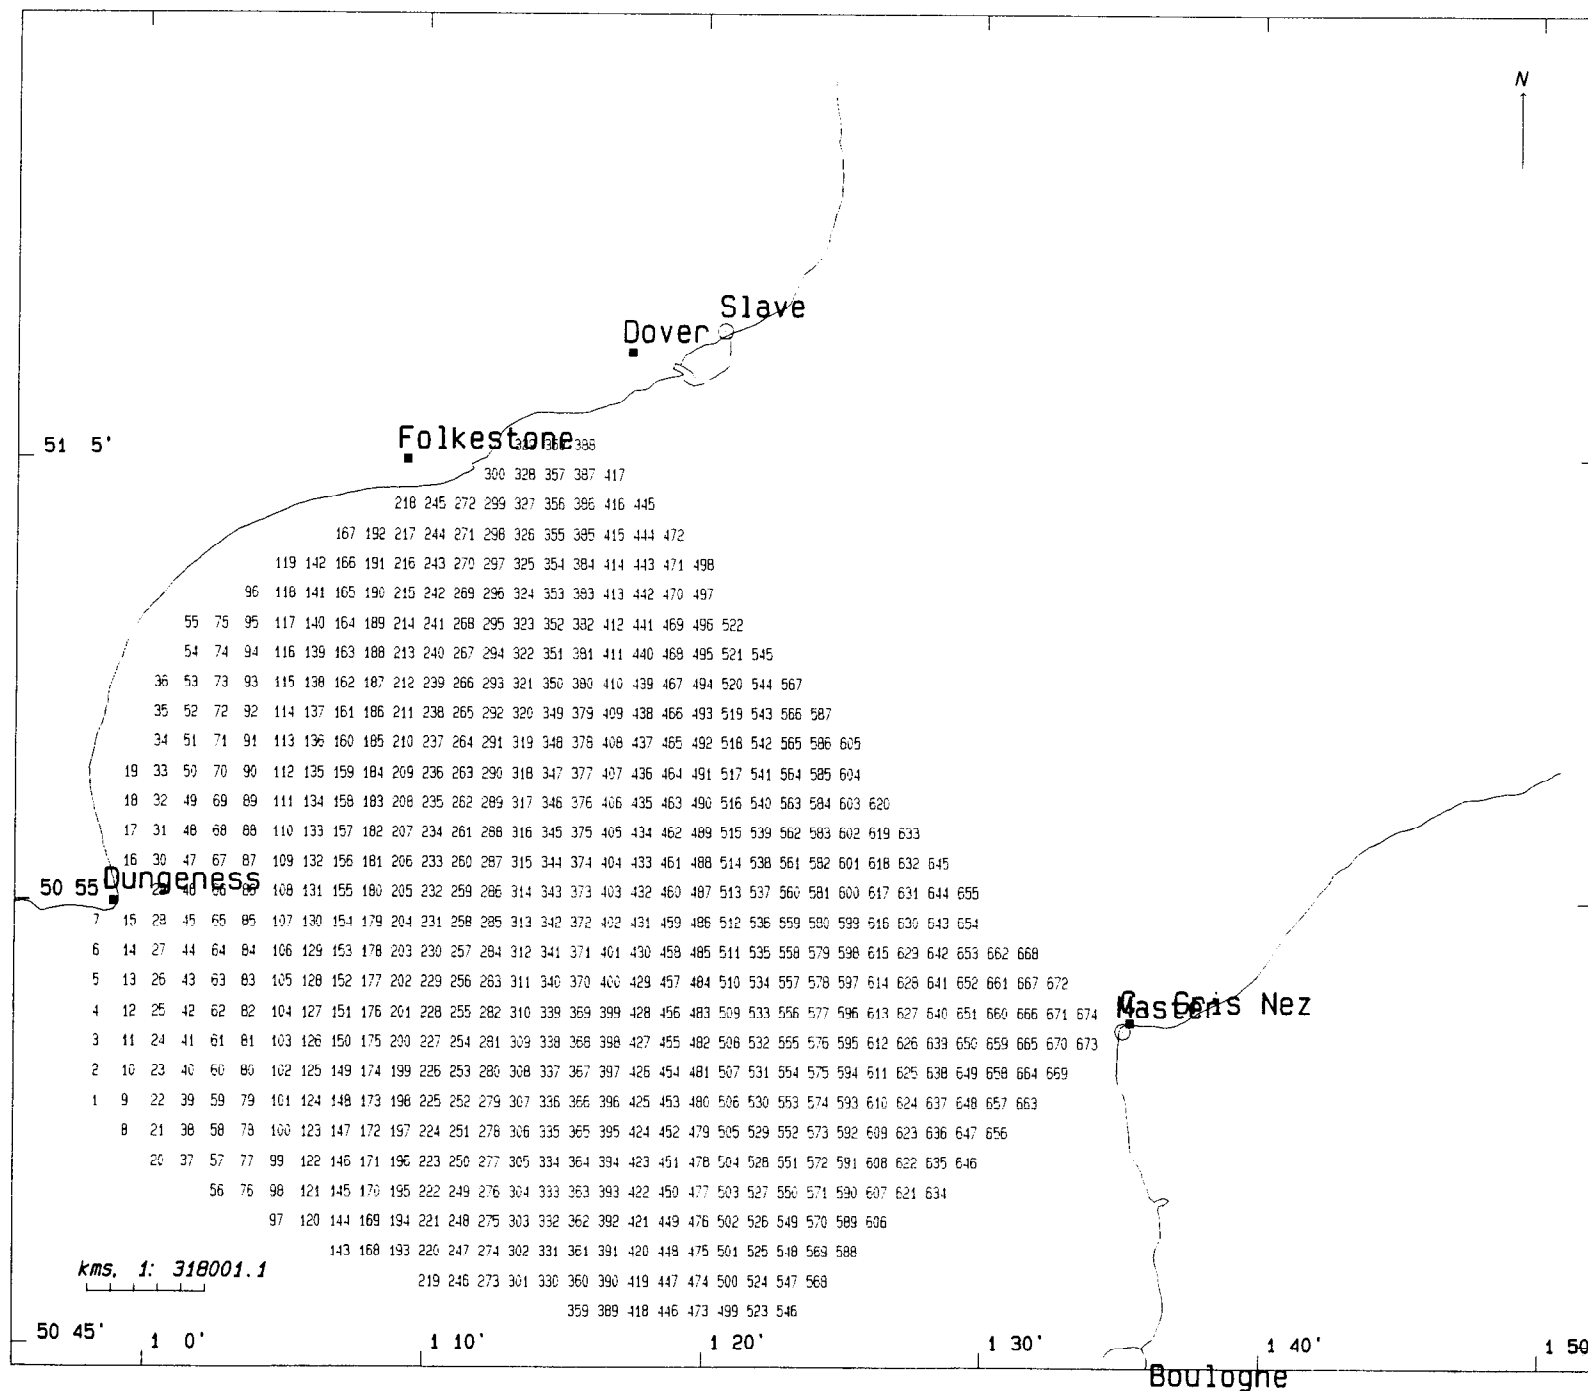 N
Slave
Dover
51 5'
Folkestone
388
300 328 357 387 417
218 245 272 299 327 356 386 416 445
167 192 217 244 271 298 326 355 385 415 444 472
119 142 166 191 216 243 270 297 325 354 384 414 443 471 498
96 118 141 165 190 215 242 269 296 324 353 383 413 442 470 497
55 75 95 117 140 164 189 214 241 268 295 323 352 382 412 441 469 496 522
54 74 94 116 139 163 188 213 240 267 294 322 351 381 411 440 468 495 521 545
36 53 73 93 115 138 162 187 212 239 266 293 321 350 380 410 439 467 494 520 544 567
35 52 72 92 114 137 161 186 211 238 265 292 320 349 379 409 438 466 493 519 543 566 587
34 51 71 91 113 136 160 185 210 237 264 291 319 348 378 408 437 465 492 518 542 565 586 605
19 33 50 70 90 112 135 159 184 209 236 263 290 318 347 377 407 436 464 491 517 541 564 585 604
18 32 49 69 89 111 134 158 183 208 235 262 289 317 346 376 406 435 463 490 516 540 563 584 603 620
17 31 48 68 88 110 133 157 182 207 234 261 288 316 345 375 405 434 462 489 515 539 562 583 602 619 633
16 30 47 67 87 109 132 156 181 206 233 260 287 315 344 374 404 433 461 488 514 538 561 582 601 618 632 645
50 55' Dungeness 108 131 155 180 205 232 259 286 314 343 373 403 432 460 487 513 537 560 581 600 617 631 644 655
7 15 28 45 65 85 107 130 154 179 204 231 258 285 313 342 372 402 431 459 486 512 536 559 580 599 616 630 643 654
6 14 27 44 64 84 106 129 153 178 203 230 257 284 312 341 371 401 430 458 485 511 535 558 579 598 615 629 642 653 662 668
5 13 26 43 63 83 105 128 152 177 202 229 256 283 311 340 370 400 429 457 484 510 534 557 578 597 614 628 641 652 661 667 672
4 12 25 42 62 82 104 127 151 176 201 228 255 282 310 339 369 399 428 456 483 509 533 556 577 596 613 627 640 651 660 666 671 674 Master Gris Nez
3 11 24 41 61 81 103 126 150 175 200 227 254 281 309 338 368 398 427 455 482 508 532 555 576 595 612 626 639 650 659 665 670 673
2 10 23 40 60 80 102 125 149 174 199 226 253 280 308 337 367 397 426 454 481 507 531 554 575 594 611 625 638 649 658 664 669
1 9 22 39 59 79 101 124 148 173 198 225 252 279 307 336 366 396 425 453 480 506 530 553 574 593 610 624 637 648 657 663
8 21 38 58 78 100 123 147 172 197 224 251 278 306 335 365 395 424 452 479 505 529 552 573 592 609 623 636 647 656
20 37 57 77 99 122 146 171 196 223 250 277 305 334 364 394 423 451 478 504 528 551 572 591 608 622 635 646
56 76 98 121 145 170 195 222 249 276 304 333 363 393 422 450 477 503 527 550 571 590 607 621 634
97 120 144 169 194 221 248 275 303 332 362 392 421 449 476 502 526 549 570 589 606
143 168 193 220 247 274 302 331 361 391 420 448 475 501 525 548 569 588
kms, 1: 318001.1
219 246 273 301 330 360 390 419 447 474 500 524 547 568
359 389 418 446 473 499 523 546
50 45'
1 0' 1 10' 1 20' 1 30' 1 40' 1 50
Boulogne